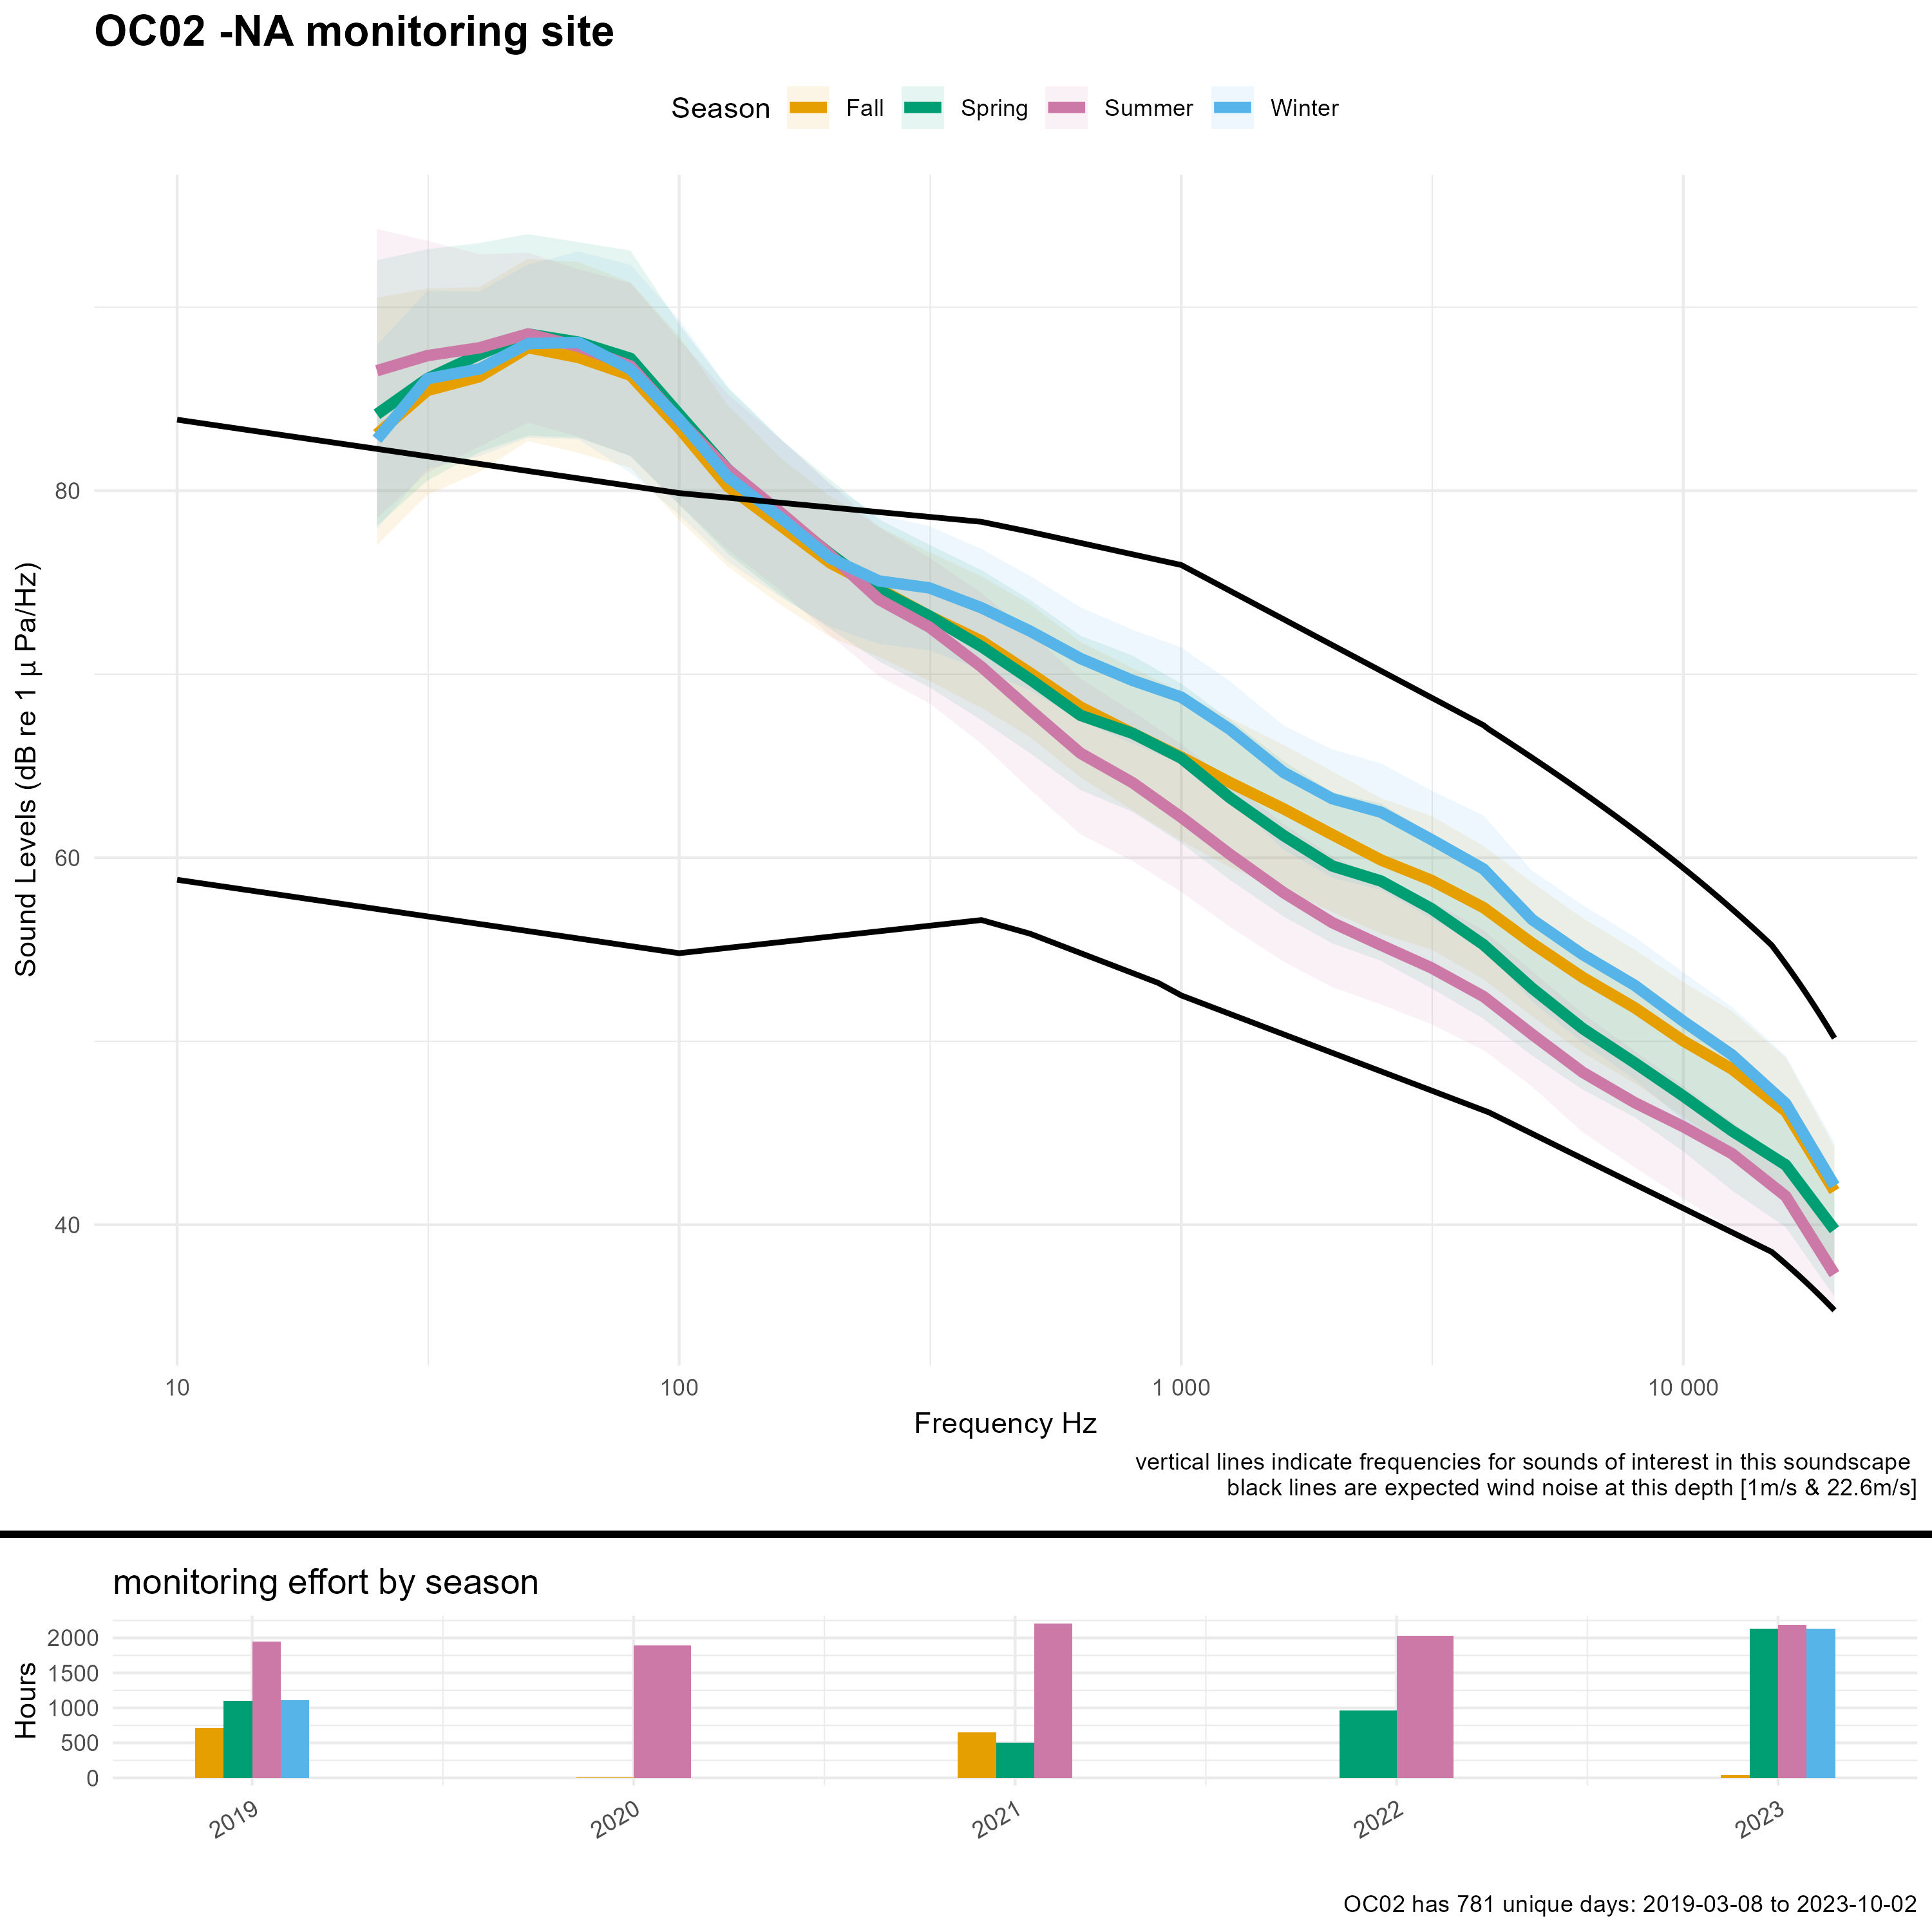 OC02 -NA monitoring site
Season Fall Spring Summer Winter
Sound Levels (dB re 1 µ Pa/Hz)
80
60
40
10 100 1 000 10 000
Frequency Hz
vertical lines indicate frequencies for sounds of interest in this soundscape
black lines are expected wind noise at this depth [1m/s & 22.6m/s]
monitoring effort by season
Hours
2000
1500
1000
500
0
2019 2020 2021 2022 2023
OC02 has 781 unique days: 2019-03-08 to 2023-10-02